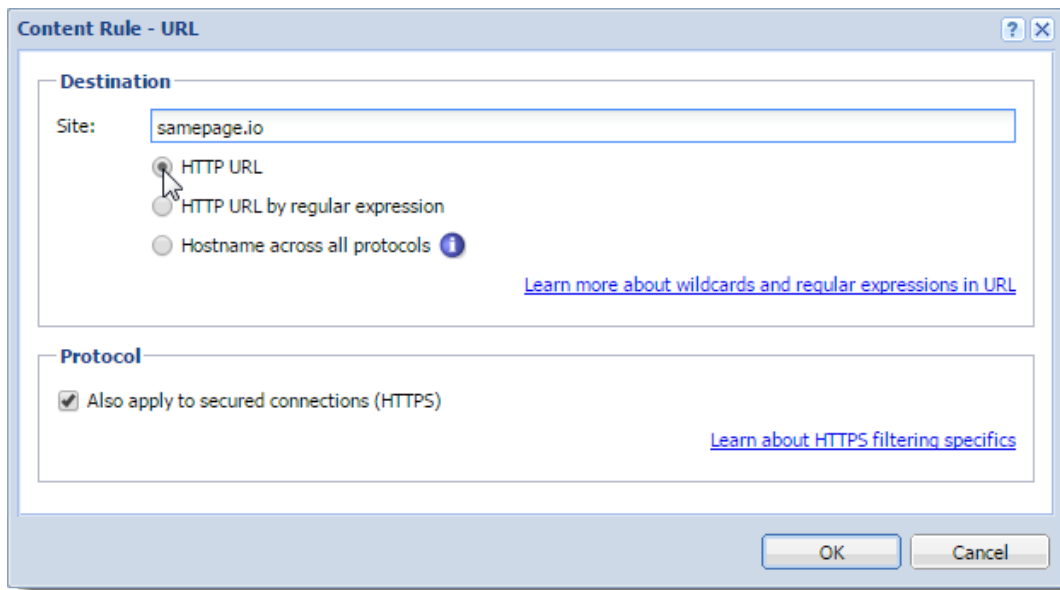 Content Rule - URL
Destination
Site: samepage.io
HTTP URL
HTTP URL by regular expression
Hostname across all protocols
Learn more about wildcards and regular expressions in URL
Protocol
Also apply to secured connections (HTTPS)
Learn about HTTPS filtering specifics
OK Cancel